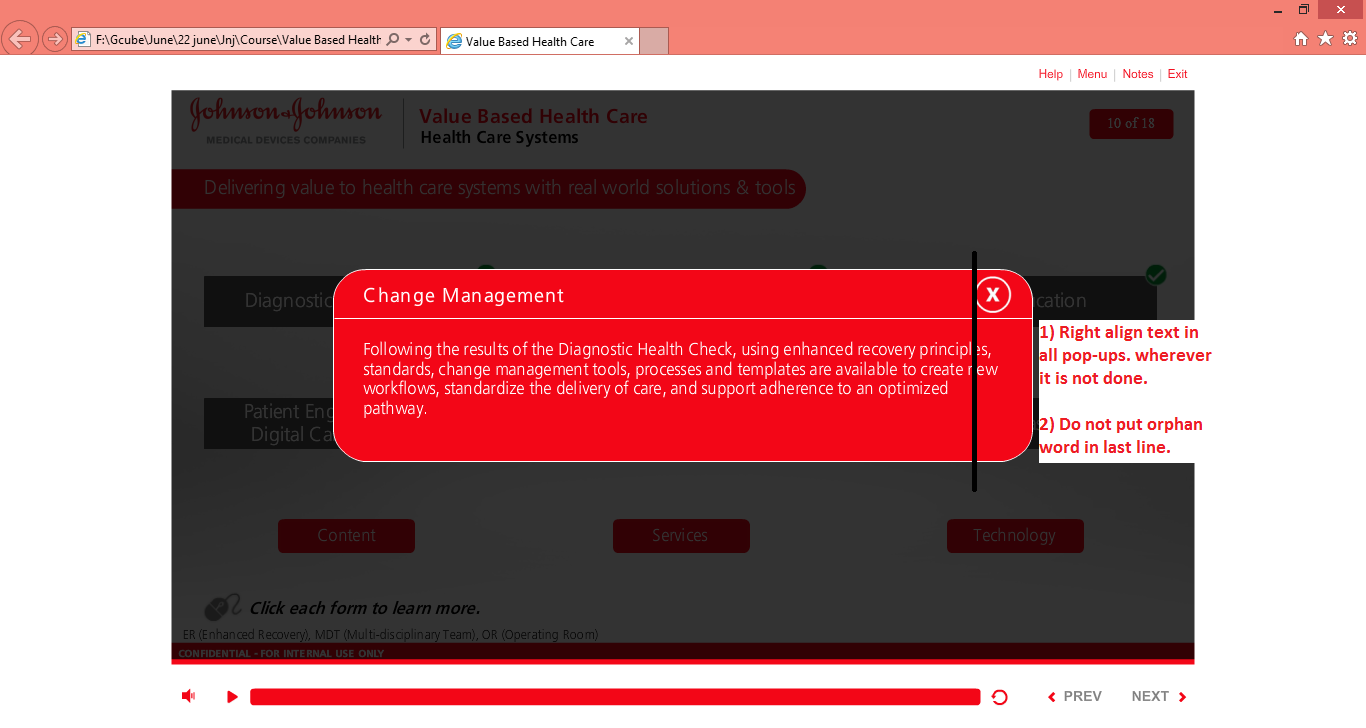 F:\Gcube\June\22 june\Jnj\Course\Value Based Health
Value Based Health Care
Help | Menu | Notes | Exit
Johnson & Johnson
MEDICAL DEVICES COMPANIES
Value Based Health Care
Health Care Systems
10 of 18
Delivering value to health care systems with real world solutions & tools
Diagnostic
cation
Change Management
X
Following the results of the Diagnostic Health Check, using enhanced recovery principles,
standards, change management tools, processes and templates are available to create new
workflows, standardize the delivery of care, and support adherence to an optimized
pathway.
1) Right align text in
all pop-ups. wherever
it is not done.
2) Do not put orphan
word in last line.
Patient Eng
Digital Ca
Content
Services
Technology
Click each form to learn more.
ER (Enhanced Recovery), MDT (Multi-disciplinary Team), OR (Operating Room)
CONFIDENTIAL - FOR INTERNAL USE ONLY
PREV
NEXT